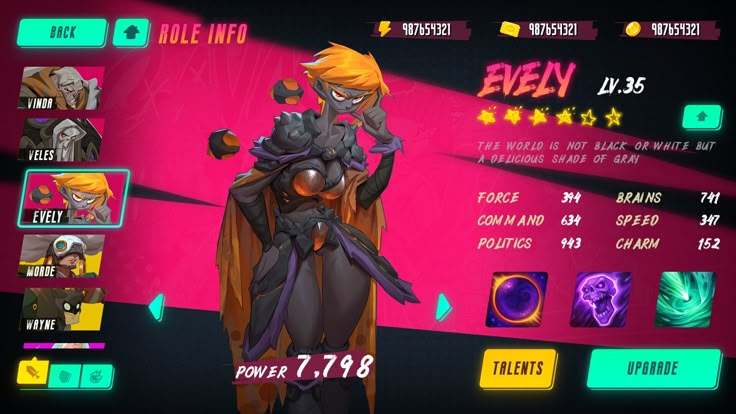 BACK
ROLE INFO
987654321
987654321
987654321
VINDA
VELES
EVELY
MORDE
WAYNE
EVELY LV.35
THE WORLD IS NOT BLACK OR WHITE BUT
A DELICIOUS SHADE OF GRAY
FORCE 394 BRAINS 741
COMMAND 634 SPEED 347
POLITICS 943 CHARM 152
POWER 7,798
TALENTS
UPGRADE